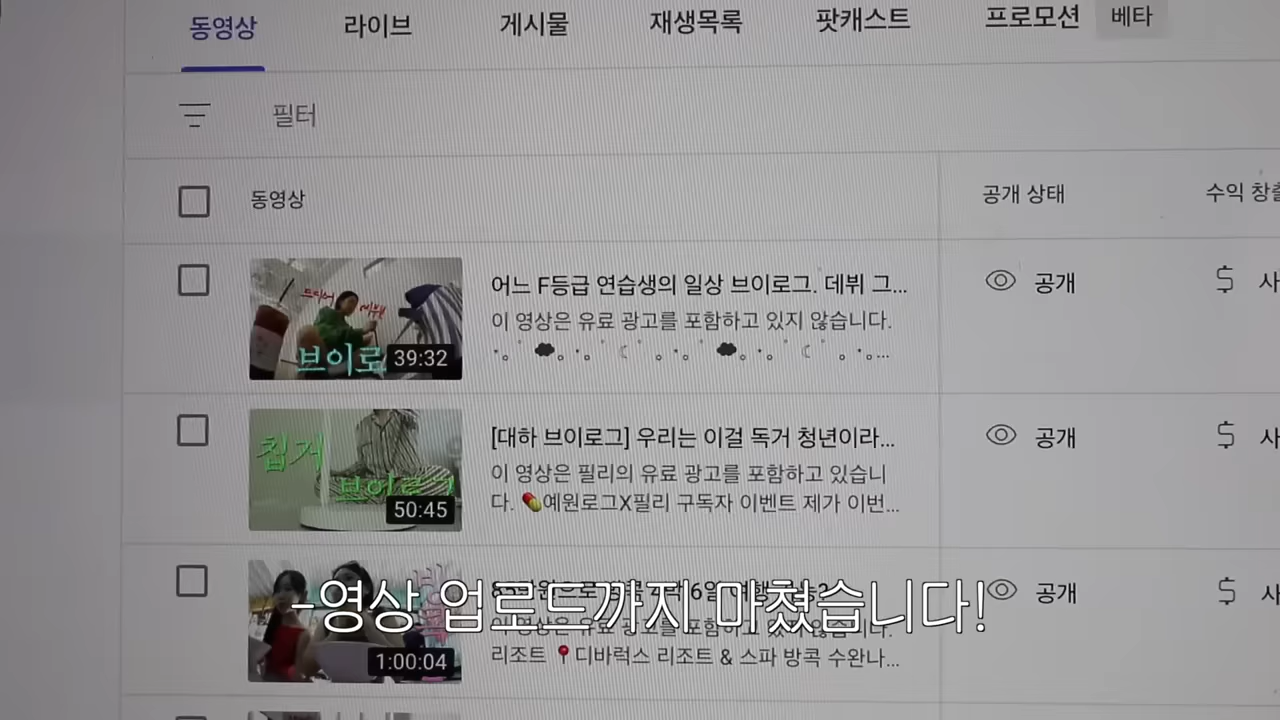 동영상 라이브 게시물 재생목록 팟캐스트 프로모션 베타
필터
동영상 공개 상태 수익
드디어 데뷔
브이로
39:32
어느 F등급 연습생의 일상 브이로그. 데뷔 그...
이 영상은 유료 광고를 포함하고 있지 않습니다.
공개
칩거
브이로그
50:45
[대하 브이로그] 우리는 이걸 독거 청년이라...
이 영상은 필리의 유료 광고를 포함하고 있습니
다. 💊예원로그X필리 구독자 이벤트 제가 이번...
공개
1:00:04
리조트 📍디바럭스 리조트 & 스파 방콕 수완나...
공개
-영상 업로드까지 마쳤습니다!